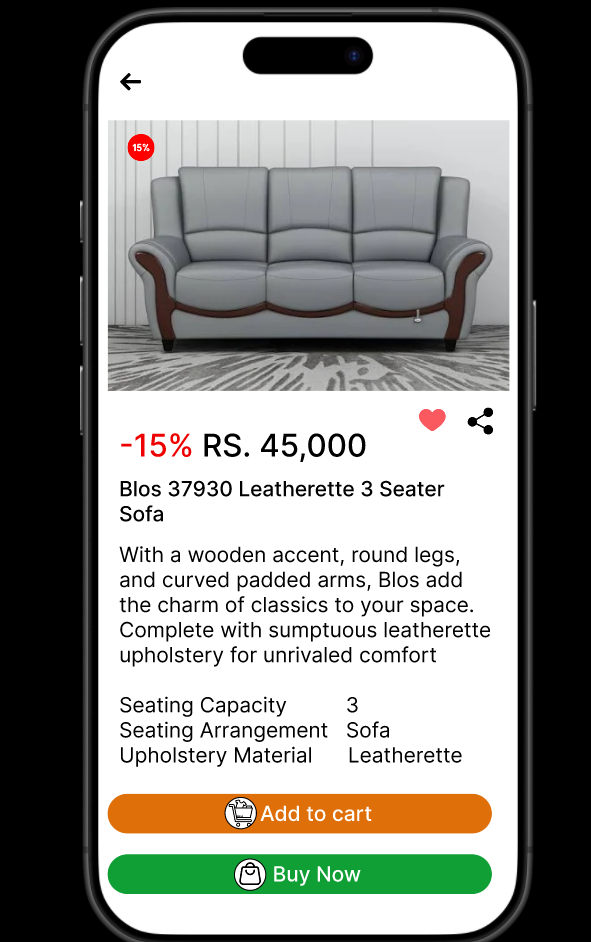 15%
-15% RS. 45,000
Blos 37930 Leatherette 3 Seater
Sofa
With a wooden accent, round legs,
and curved padded arms, Blos add
the charm of classics to your space.
Complete with sumptuous leatherette
upholstery for unrivaled comfort
Seating Capacity 3
Seating Arrangement Sofa
Upholstery Material Leatherette
Add to cart
Buy Now